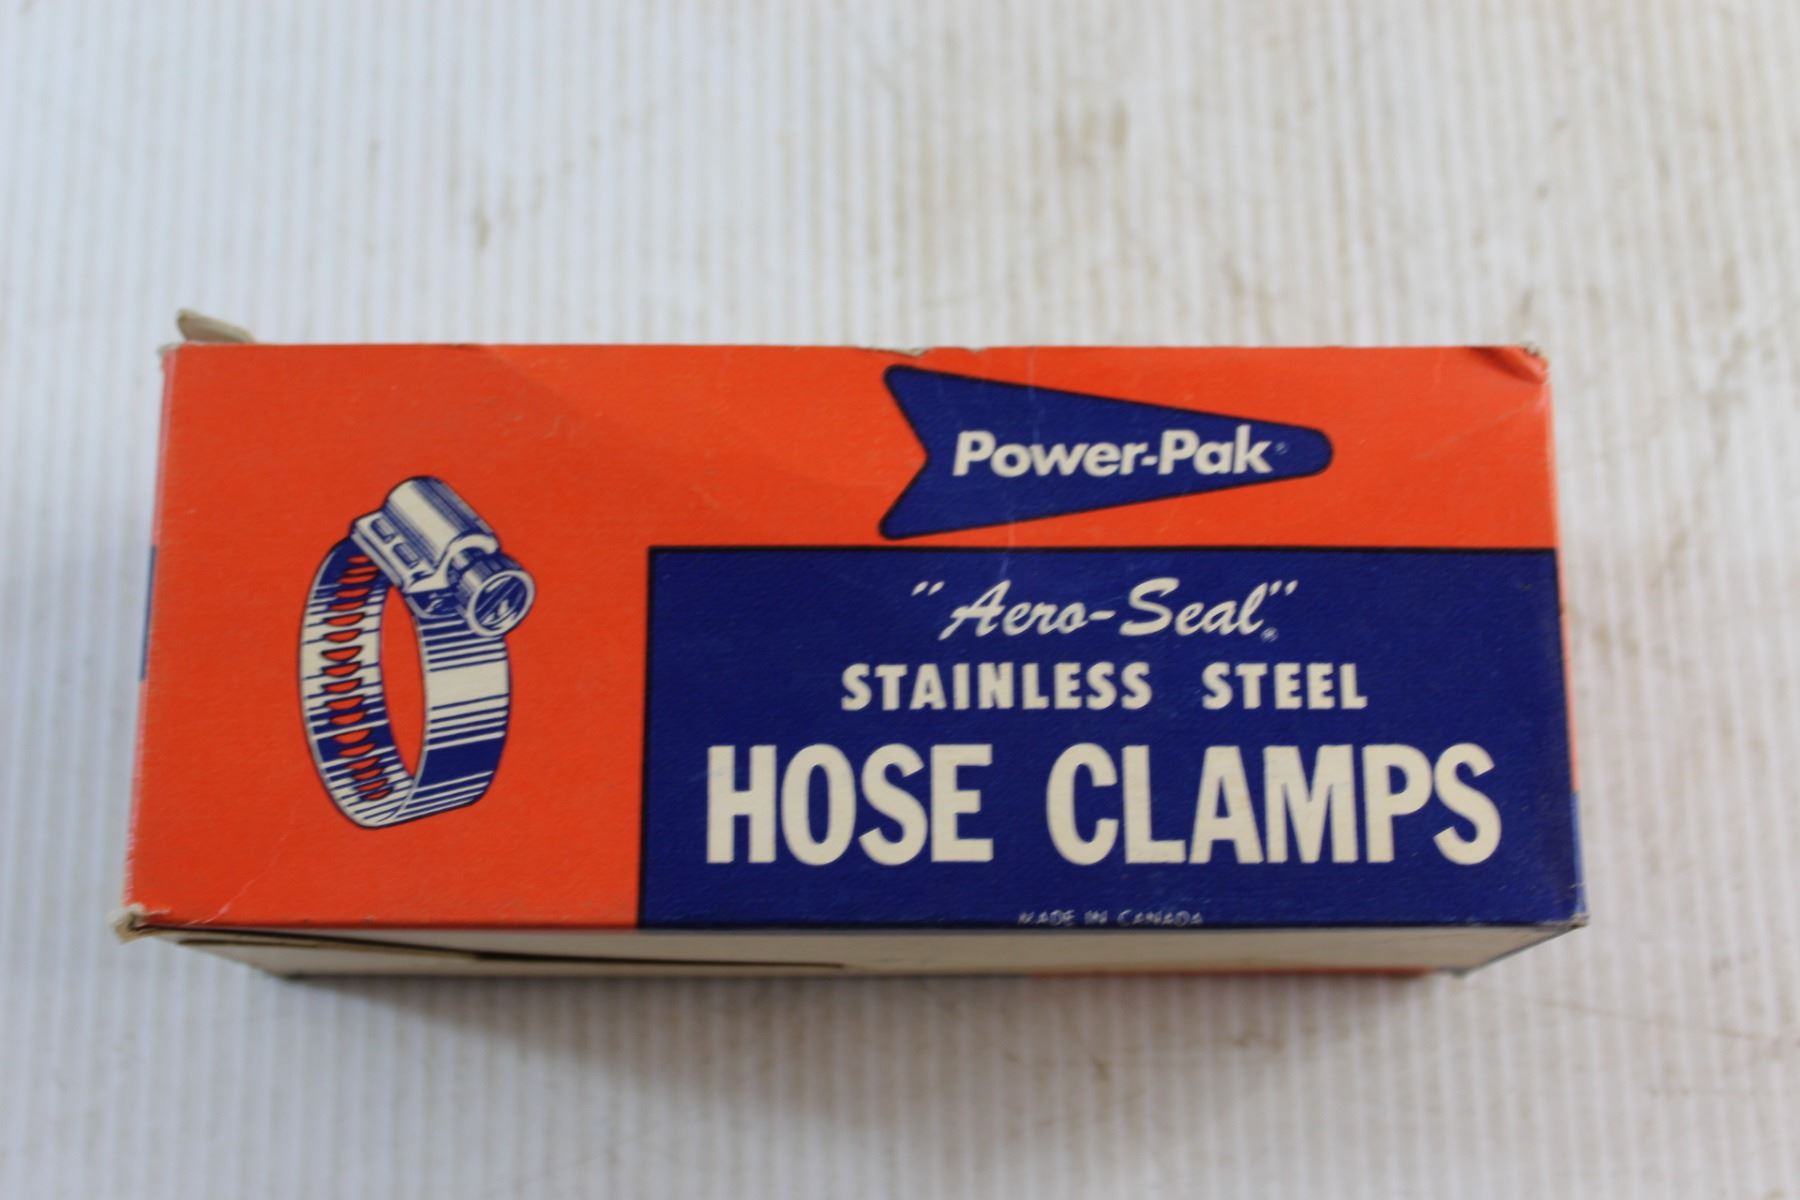 Power-Pak®
"Aero-Seal"®
STAINLESS STEEL
HOSE CLAMPS
MADE IN CANADA